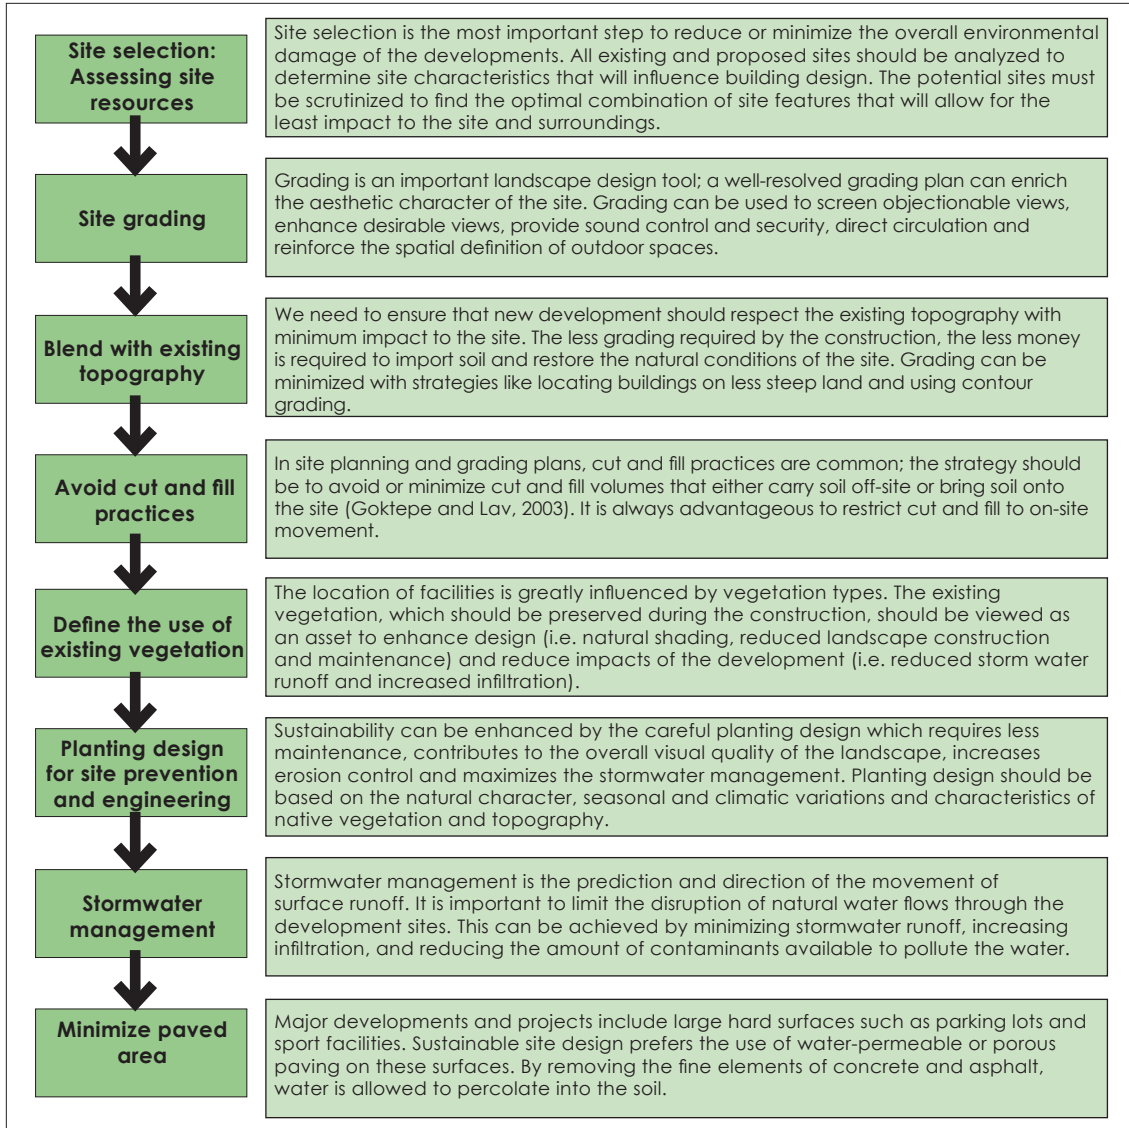 Site selection:
Assessing site
resources
Site selection is the most important step to reduce or minimize the overall environmental
damage of the developments. All existing and proposed sites should be analyzed to
determine site characteristics that will influence building design. The potential sites must
be scrutinized to find the optimal combination of site features that will allow for the
least impact to the site and surroundings.
Site grading
Grading is an important landscape design tool; a well-resolved grading plan can enrich
the aesthetic character of the site. Grading can be used to screen objectionable views,
enhance desirable views, provide sound control and security, direct circulation and
reinforce the spatial definition of outdoor spaces.
Blend with existing
topography
We need to ensure that new development should respect the existing topography with
minimum impact to the site. The less grading required by the construction, the less money
is required to import soil and restore the natural conditions of the site. Grading can be
minimized with strategies like locating buildings on less steep land and using contour
grading.
Avoid cut and fill
practices
In site planning and grading plans, cut and fill practices are common; the strategy should
be to avoid or minimize cut and fill volumes that either carry soil off-site or bring soil onto
the site (Goktepe and Lav, 2003). It is always advantageous to restrict cut and fill to on-site
movement.
Define the use of
existing vegetation
The location of facilities is greatly influenced by vegetation types. The existing
vegetation, which should be preserved during the construction, should be viewed as
an asset to enhance design (i.e. natural shading, reduced landscape construction
and maintenance) and reduce impacts of the development (i.e. reduced storm water
runoff and increased infiltration).
Planting design
for site prevention
and engineering
Sustainability can be enhanced by the careful planting design which requires less
maintenance, contributes to the overall visual quality of the landscape, increases
erosion control and maximizes the stormwater management. Planting design should be
based on the natural character, seasonal and climatic variations and characteristics of
native vegetation and topography.
Stormwater
management
Stormwater management is the prediction and direction of the movement of
surface runoff. It is important to limit the disruption of natural water flows through the
development sites. This can be achieved by minimizing stormwater runoff, increasing
infiltration, and reducing the amount of contaminants available to pollute the water.
Minimize paved
area
Major developments and projects include large hard surfaces such as parking lots and
sport facilities. Sustainable site design prefers the use of water-permeable or porous
paving on these surfaces. By removing the fine elements of concrete and asphalt,
water is allowed to percolate into the soil.